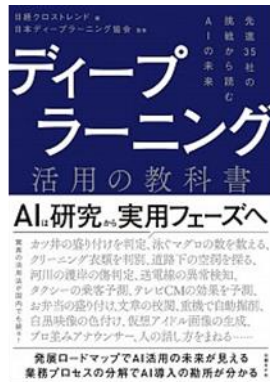 日経クロストレンド 編
日本ディープラーニング協会 監修
先進35社の
挑戦から読む
AIの未来
ディープ
ラーニング
活用の教科書
AIは研究から実用フェーズへ
カツ丼の盛り付けを判定、泳ぐマグロの数を数える、
クリーニング衣類を判別、道路下の空洞を探る、
河川の護岸の傷判定、送電線の異常検知、
タクシーの乗客予測、テレビCMの効果を予測、
お弁当の盛り付け、文章の校閲、重機で自動掘削、
白黒映像の色付け、仮想アイドル画像の生成、
プロ並みアナウンサー、人の話し方をまねる……
驚異の活用法が国内でも続々!
発展ロードマップでAI活用の未来が見える
業務プロセスの分解でAI導入の勘所が分かる